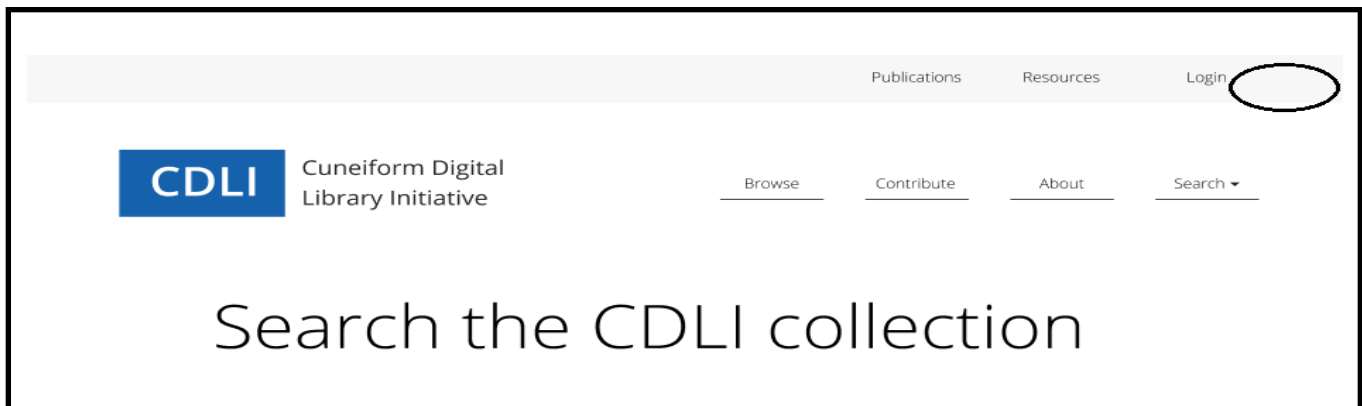 Publications Resources Login
CDLI
Cuneiform Digital
Library Initiative
Browse Contribute About Search
Search the CDLI collection